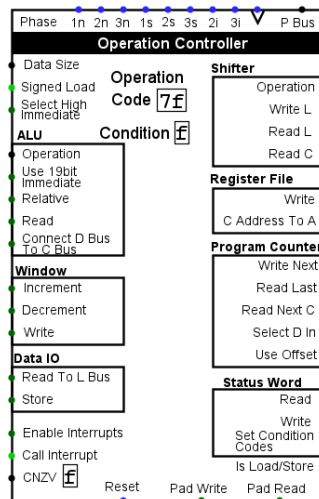 Phase 1n 2n 3n 1s 2s 3s 2i 3i P Bus
Operation Controller
Data Size
Signed Load
Select High
Immediate
Operation
Code 7f
Condition f
ALU
Operation
Use 19bit
Immediate
Relative
Read
Connect D Bus
To C Bus
Window
Increment
Decrement
Write
Data IO
Read To L Bus
Store
Enable Interrupts
Call Interrupt
CNZV f
Shifter
Operation
Write L
Read L
Read C
Register File
Write
C Address To A
Program Counter
Write Next
Read Last
Read Next C
Select D In
Use Offset
Status Word
Read
Write
Set Condition
Codes
Is Load/Store
Reset Pad Write Pad Read